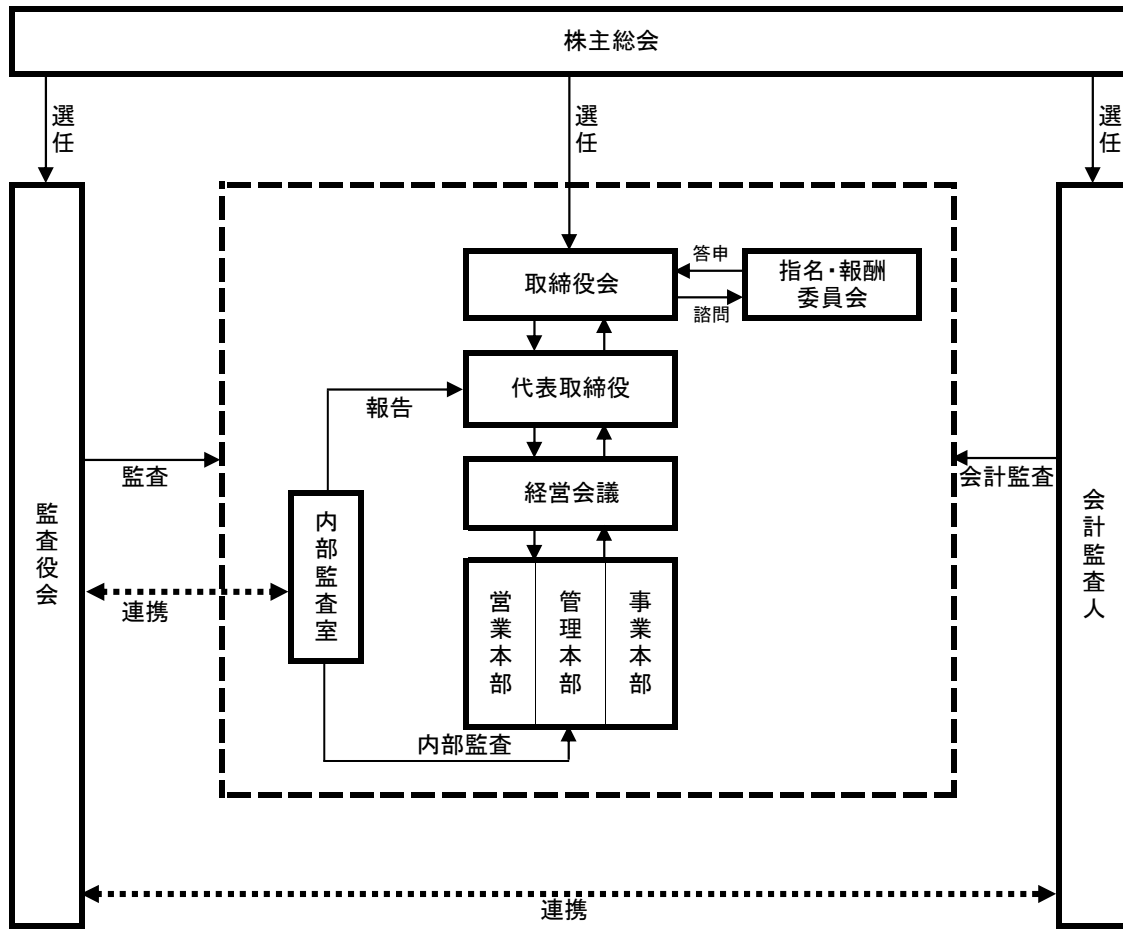 株主総会
選任
選任
選任
取締役会
答申
諮問
指名・報酬
委員会
代表取締役
報告
監査
会計監査
経営会議
監査役会
内部監査室
会計監査人
連携
営業本部
管理本部
事業本部
内部監査
連携